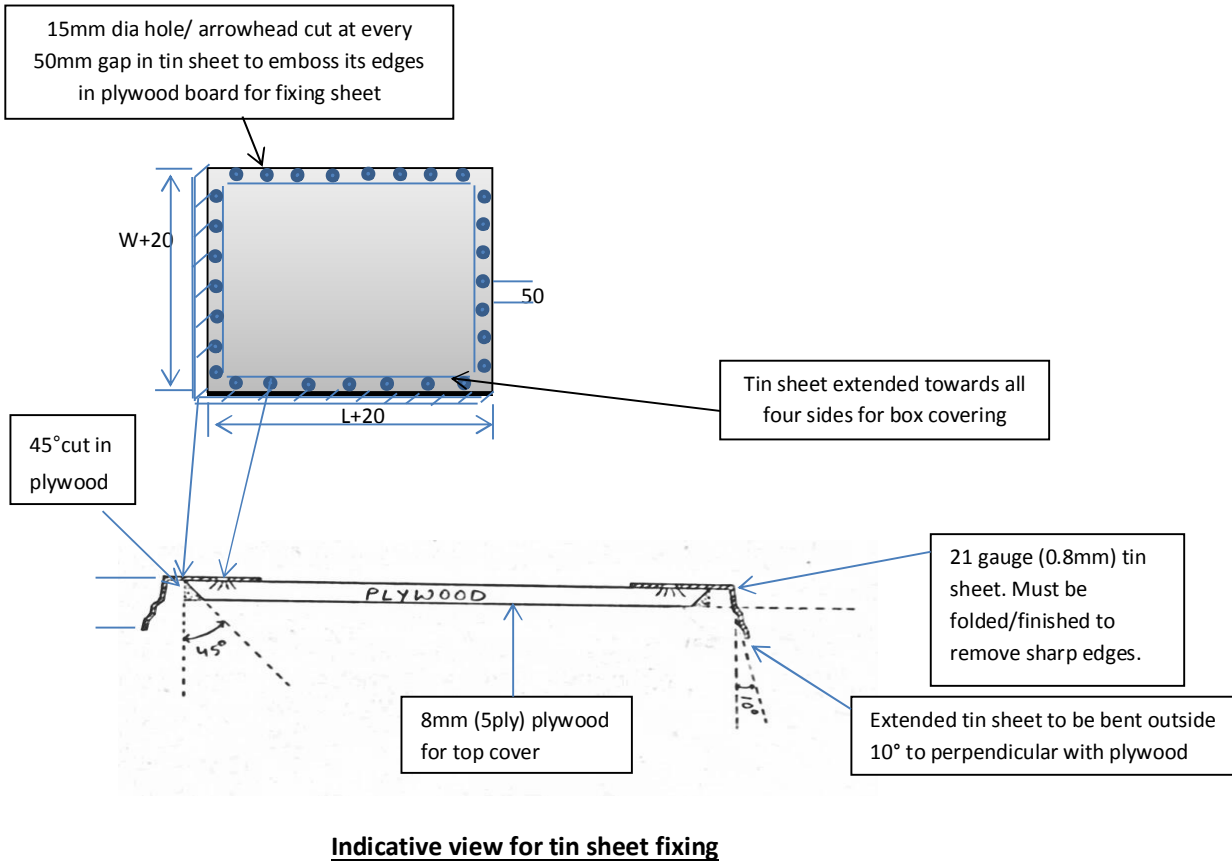 15mm dia hole/ arrowhead cut at every
50mm gap in tin sheet to emboss its edges
in plywood board for fixing sheet
W+20
50
Tin sheet extended towards all
four sides for box covering
L+20
45°cut in
plywood
21 gauge (0.8mm) tin
sheet. Must be
folded/finished to
remove sharp edges.
PLYWOOD
45°
10°
8mm (5ply) plywood
for top cover
Extended tin sheet to be bent outside
10° to perpendicular with plywood
Indicative view for tin sheet fixing